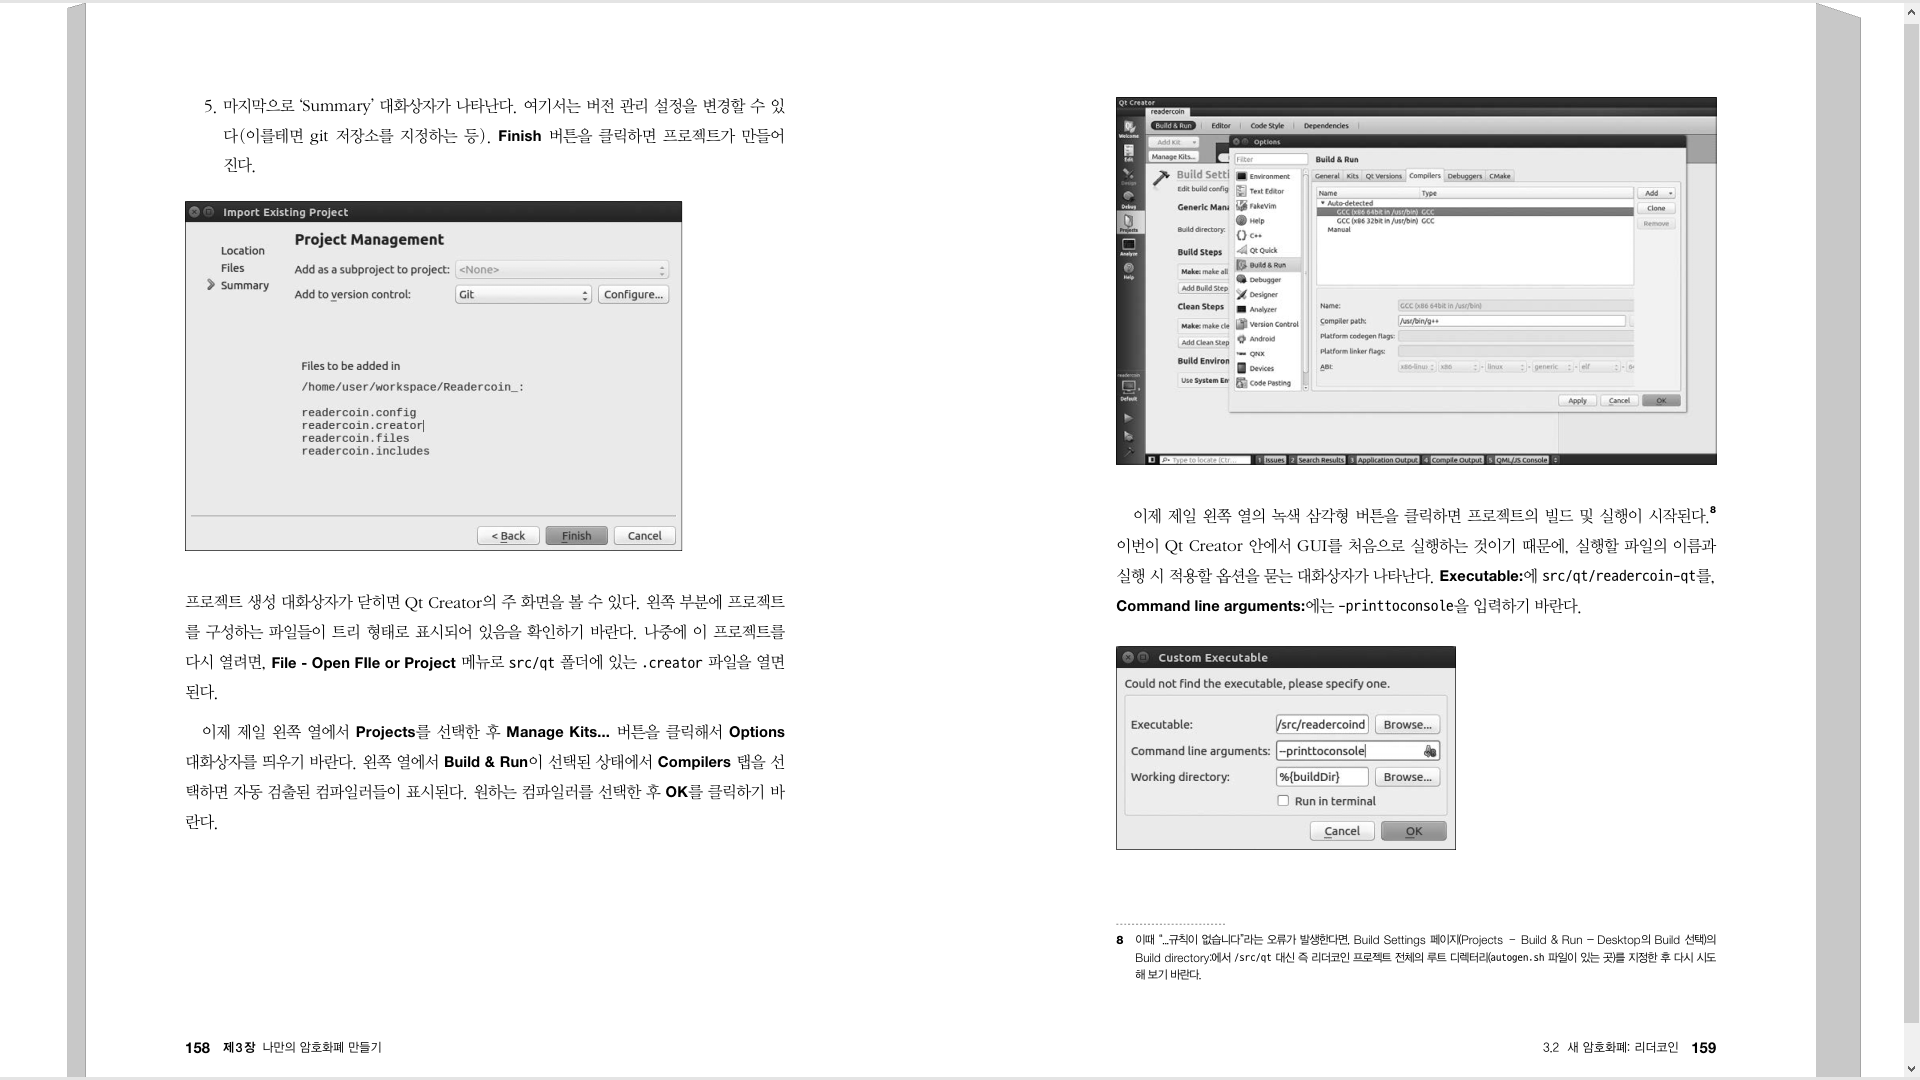 5. 마지막으로 ‘Summary’ 대화상자가 나타난다. 여기서는 버전 관리 설정을 변경할 수 있
다(이를테면 git 저장소를 지정하는 등). Finish 버튼을 클릭하면 프로젝트가 만들어
진다.
Import Existing Project
Project Management
Location
Files
Summary
Add as a subproject to project: <None>
Add to version control: Git Configure...
Files to be added in
/home/user/workspace/Readercoin_:
readercoin.config
readercoin.creator
readercoin.files
readercoin.includes
< Back Finish Cancel
프로젝트 생성 대화상자가 닫히면 Qt Creator의 주 화면을 볼 수 있다. 왼쪽 부분에 프로젝트
를 구성하는 파일들이 트리 형태로 표시되어 있음을 확인하기 바란다. 나중에 이 프로젝트를
다시 열려면, File - Open FIle or Project 메뉴로 src/qt 폴더에 있는 .creator 파일을 열면
된다.
이제 제일 왼쪽 열에서 Projects를 선택한 후 Manage Kits... 버튼을 클릭해서 Options
대화상자를 띄우기 바란다. 왼쪽 열에서 Build & Run이 선택된 상태에서 Compilers 탭을 선
택하면 자동 검출된 컴파일러들이 표시된다. 원하는 컴파일러를 선택한 후 OK를 클릭하기 바
란다.
158 제3장 나만의 암호화폐 만들기
Qt Creator
readercoin
Build & Run Editor Code Style Dependencies
Welcome
Edit
Design
Debug
Projects
Analyze
Help
readercoin
Default
Add Kit
Manage Kits...
Build Setti
Edit build config
Generic Mana
Build directory:
Build Steps
Make: make all
Add Build Step
Clean Steps
Make: make cle
Add Clean Step
Build Environ
Use System En
Options
Filter
Environment
Text Editor
FakeVim
Help
C++
Qt Quick
Build & Run
Debugger
Designer
Analyzer
Version Control
Android
QNX
Devices
Code Pasting
Build & Run
General Kits Qt Versions Compilers Debuggers CMake
Name Type
Auto-detected
GCC (x86 64bit in /usr/bin) GCC
GCC (x86 32bit in /usr/bin) GCC
Manual
Add
Clone
Remove
Name: GCC (x86 64bit in /usr/bin)
Compiler path: /usr/bin/g++
Platform codegen flags:
Platform linker flags:
ABI: x86-linux x86 - linux - generic - elf - 64
Apply Cancel OK
Type to locate (Ctr... 1 Issues 2 Search Results 3 Application Output 4 Compile Output 5 QML/JS Console
이제 제일 왼쪽 열의 녹색 삼각형 버튼을 클릭하면 프로젝트의 빌드 및 실행이 시작된다.8
이번이 Qt Creator 안에서 GUI를 처음으로 실행하는 것이기 때문에, 실행할 파일의 이름과
실행 시 적용할 옵션을 묻는 대화상자가 나타난다. Executable:에 src/qt/readercoin-qt를,
Command line arguments:에는 -printtoconsole을 입력하기 바란다.
Custom Executable
Could not find the executable, please specify one.
Executable: /src/readercoind Browse...
Command line arguments: --printtoconsole
Working directory: %{buildDir} Browse...
Run in terminal
Cancel OK
8 이때 “...규칙이 없습니다”라는 오류가 발생한다면, Build Settings 페이지(Projects – Build & Run – Desktop의 Build 선택)의
Build directory:에서 /src/qt 대신 즉 리더코인 프로젝트 전체의 루트 디렉터리(autogen.sh 파일이 있는 곳)를 지정한 후 다시 시도
해 보기 바란다.
3.2 새 암호화폐: 리더코인 159